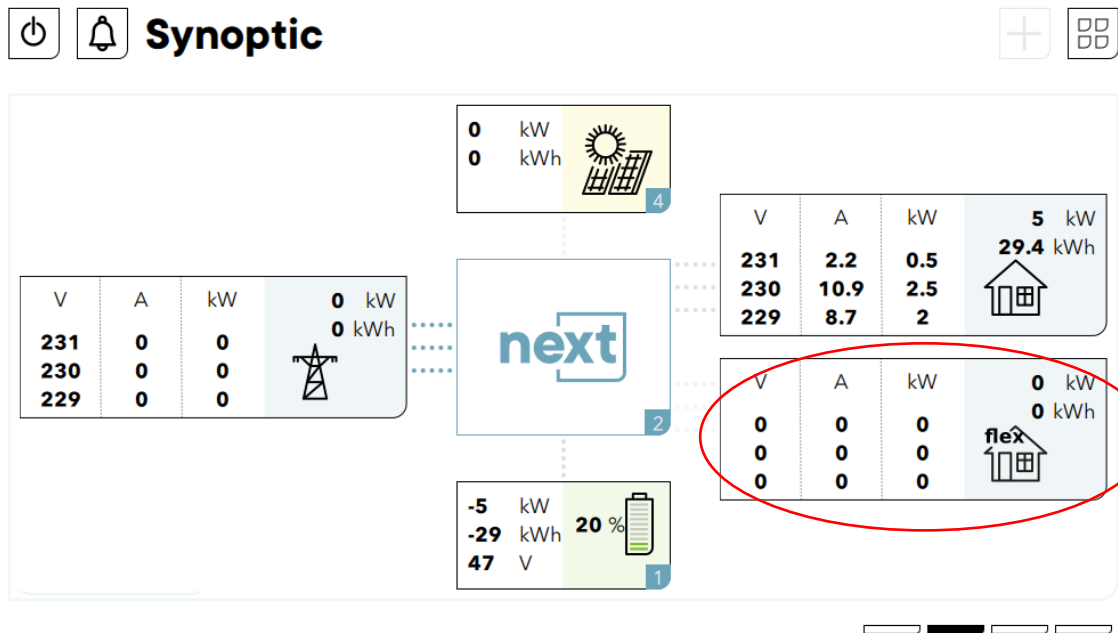 Synoptic
0 kW
0 kWh
4
V A kW 5 kW
29.4 kWh
231 2.2 0.5
230 10.9 2.5
229 8.7 2
V A kW 0 kW
0 kWh
231 0 0
230 0 0
229 0 0
next
2
V A kW 0 kW
0 kWh
0 0 0
flex
0 0 0
0 0 0
-5 kW
-29 kWh
20 %
47 V
1